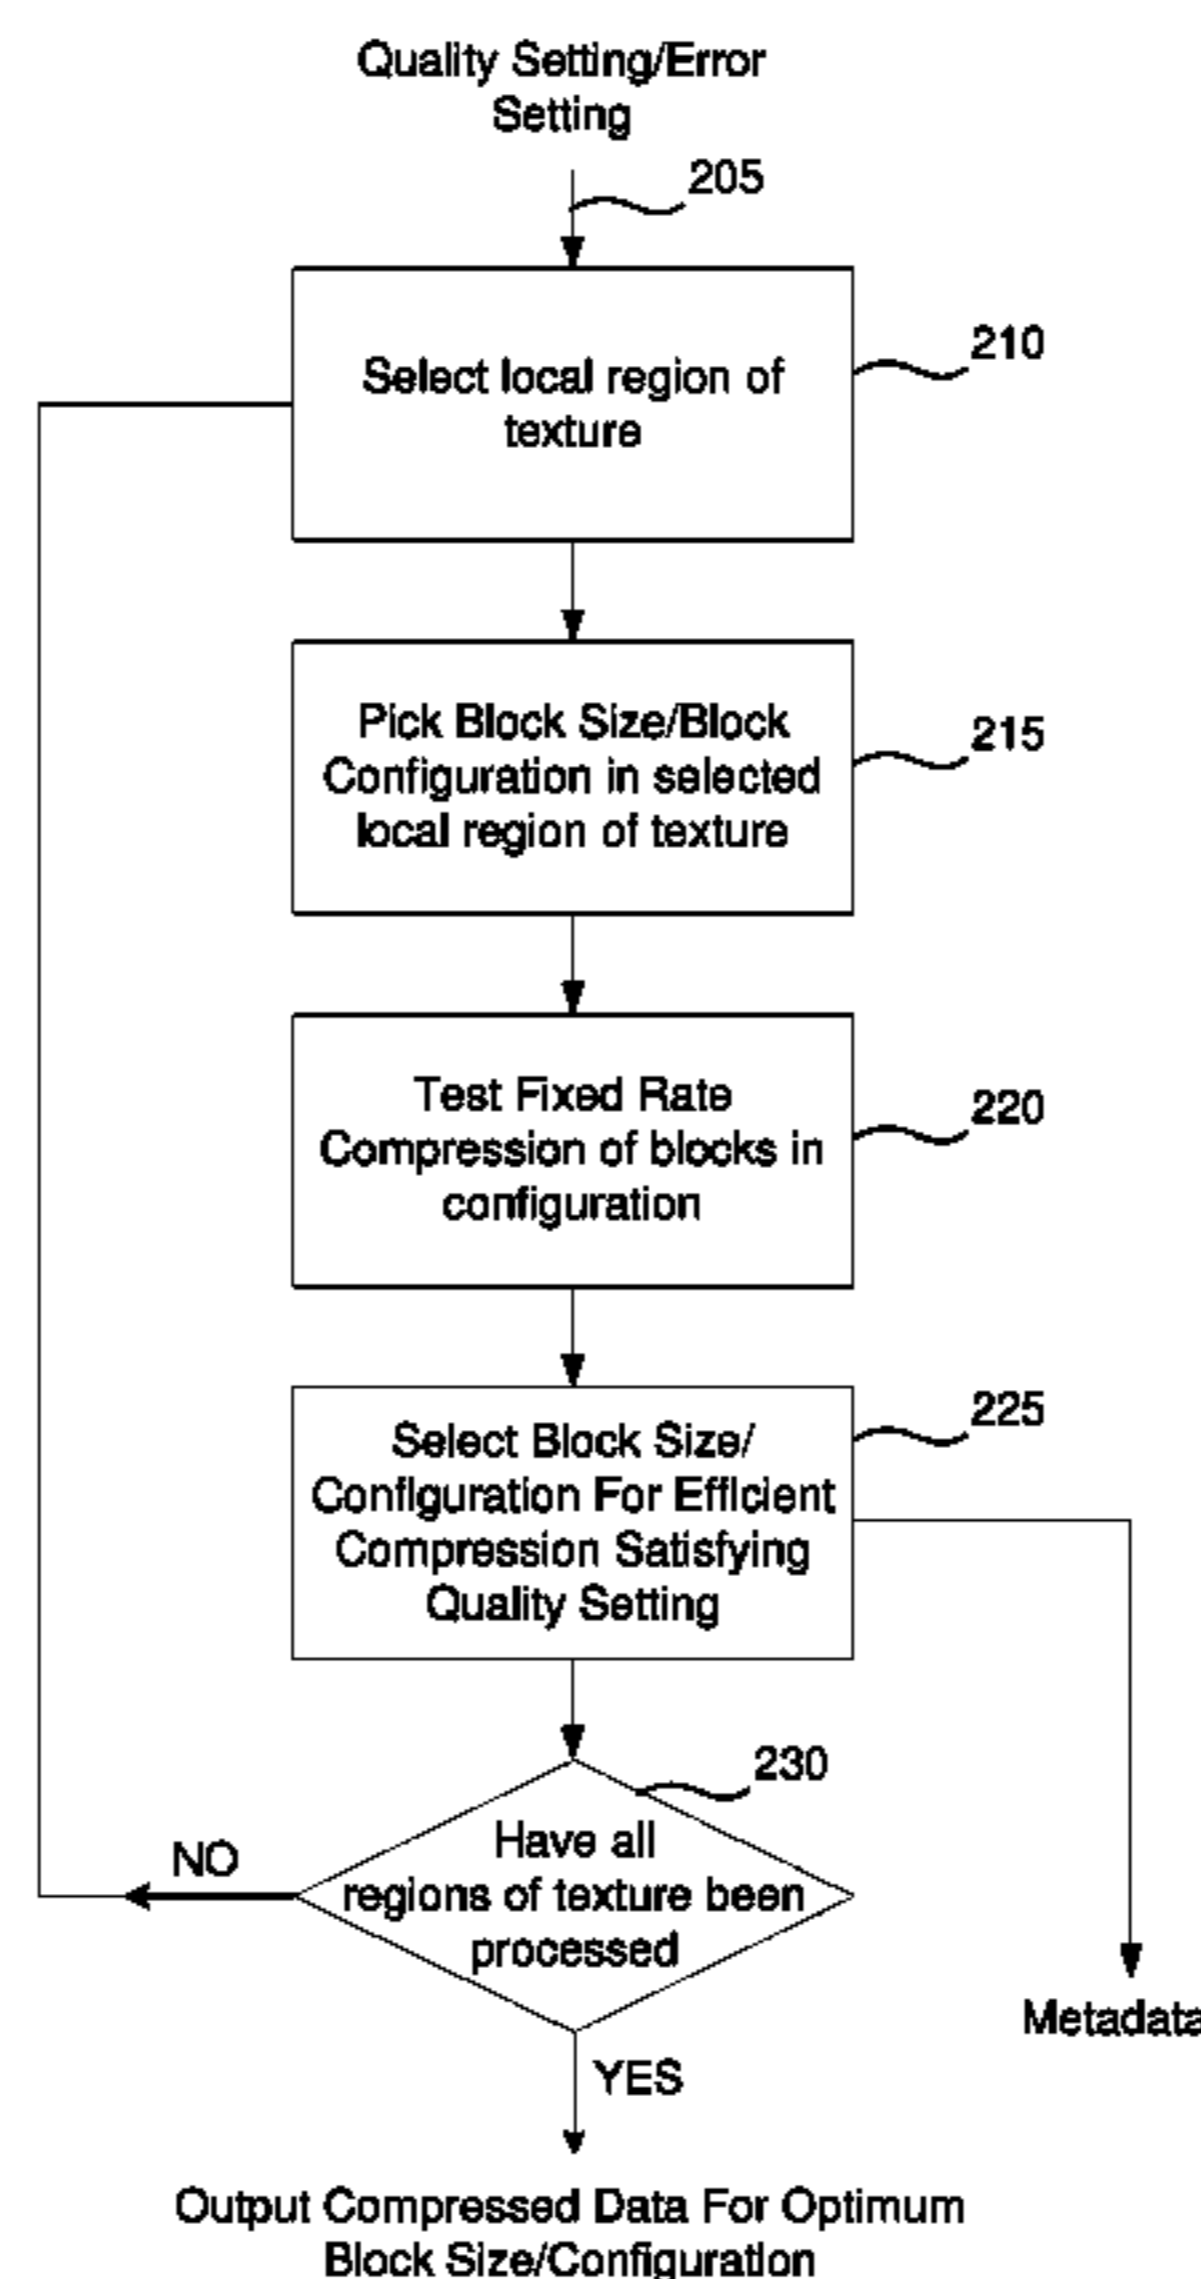 Quality Setting/Error
Setting
205
210
Select local region of
texture
215
Pick Block Size/Block
Configuration in selected
local region of texture
220
Test Fixed Rate
Compression of blocks in
configuration
225
Select Block Size/
Configuration For Efficient
Compression Satisfying
Quality Setting
230
Have all
regions of texture been
processed
NO
Metadata
YES
Output Compressed Data For Optimum
Block Size/Configuration